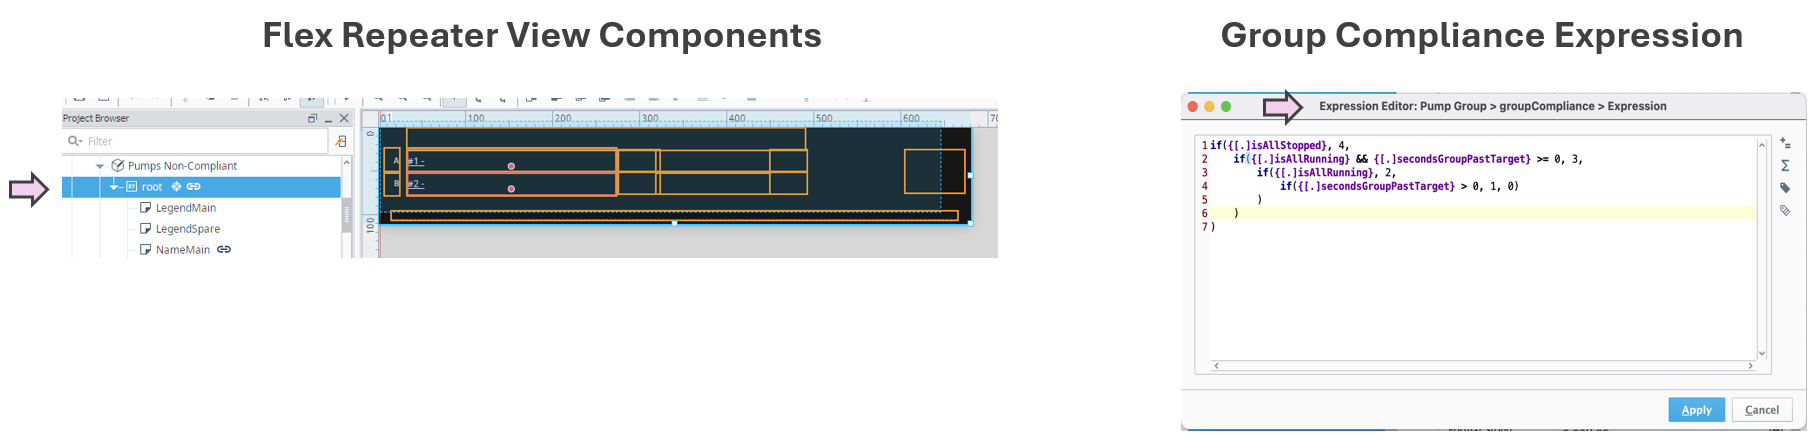 Flex Repeater View Components
Group Compliance Expression
Project Browser
Filter
Pumps Non-Compliant
root
LegendMain
LegendSpare
NameMain
0 1 100 200 300 400 500 600 70
0
100
A #1 -
B #2 -
Expression Editor: Pump Group > groupCompliance > Expression
1 if({[.]isAllStopped}, 4,
2 if({[.]isAllRunning} && {[.]secondsGroupPastTarget} >= 0, 3,
3 if({[.]isAllRunning}, 2,
4 if({[.]secondsGroupPastTarget} > 0, 1, 0)
5 )
6 )
7 )
Apply Cancel